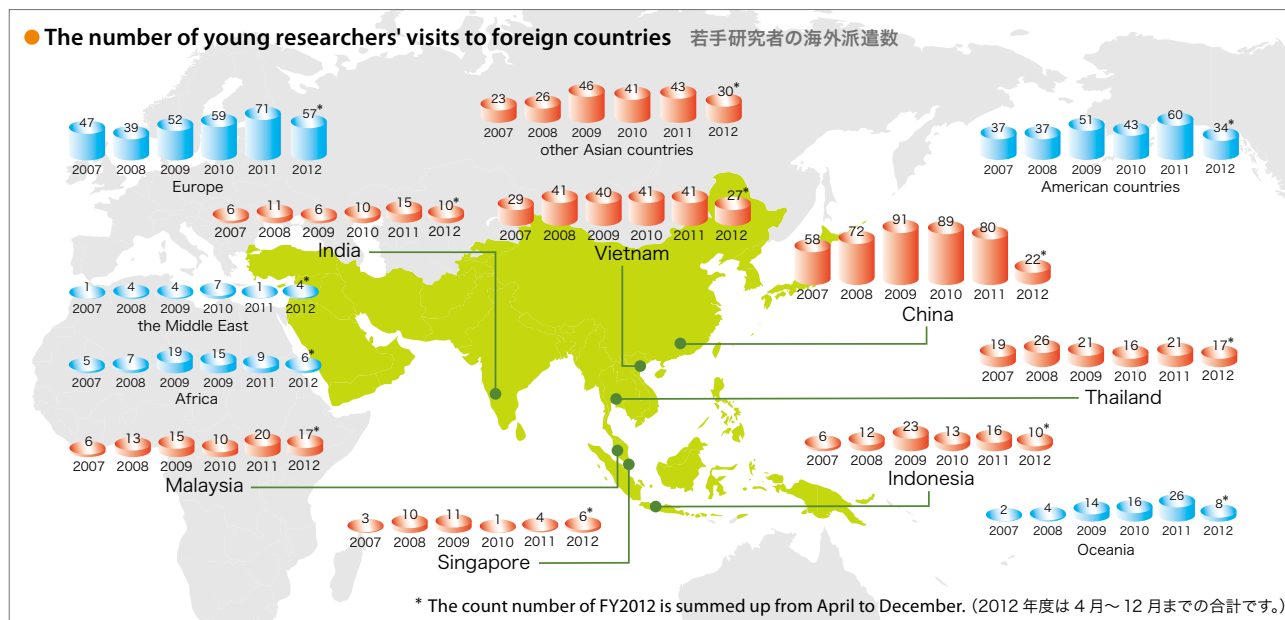 ● The number of young researchers' visits to foreign countries 若手研究者の海外派遣数
47 39 52 59 71 57*
2007 2008 2009 2010 2011 2012
Europe
23 26 46 41 43 30*
2007 2008 2009 2010 2011 2012
other Asian countries
37 37 51 43 60 34*
2007 2008 2009 2010 2011 2012
American countries
6 11 6 10 15 10*
2007 2008 2009 2010 2011 2012
India
29 41 40 41 41 27*
2007 2008 2009 2010 2011 2012
Vietnam
58 72 91 89 80 22*
2007 2008 2009 2010 2011 2012
China
1 4 4 7 1 4*
2007 2008 2009 2010 2011 2012
the Middle East
5 7 19 15 9 6*
2007 2008 2009 2009 2011 2012
Africa
19 26 21 16 21 17*
2007 2008 2009 2010 2011 2012
Thailand
6 13 15 10 20 17*
2007 2008 2009 2010 2011 2012
Malaysia
6 12 23 13 16 10*
2007 2008 2009 2010 2011 2012
Indonesia
3 10 11 1 4 6*
2007 2008 2009 2010 2011 2012
Singapore
2 4 14 16 26 8*
2007 2008 2009 2010 2011 2012
Oceania
* The count number of FY2012 is summed up from April to December.（2012 年度は 4 月～ 12 月までの合計です。）